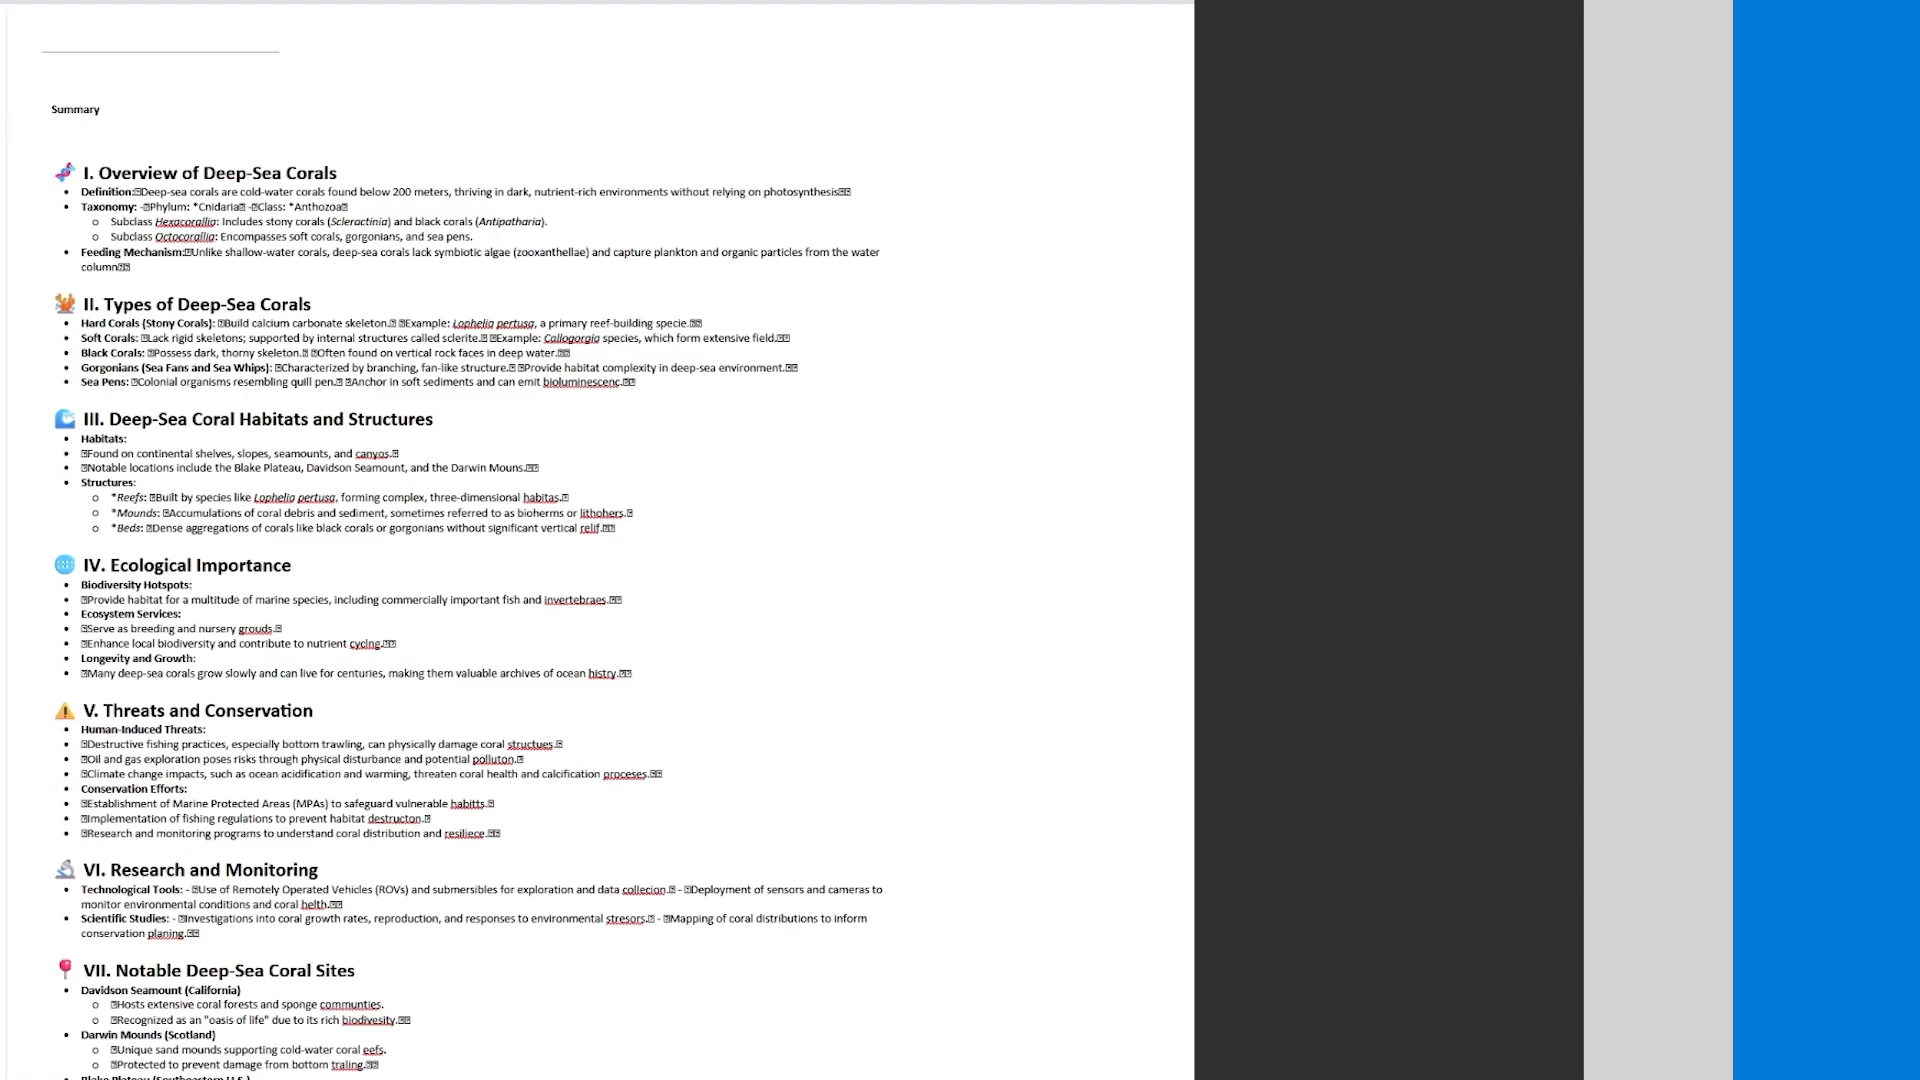 Summary
🧬 I. Overview of Deep-Sea Corals
• Definition:⍰Deep-sea corals are cold-water corals found below 200 meters, thriving in dark, nutrient-rich environments without relying on photosynthesis⍰⍰
• Taxonomy: -⍰Phylum: *Cnidaria⍰ -⍰Class: *Anthozoa⍰
o Subclass Hexacorallia: Includes stony corals (Scleractinia) and black corals (Antipatharia).
o Subclass Octocorallia: Encompasses soft corals, gorgonians, and sea pens.
• Feeding Mechanism:⍰Unlike shallow-water corals, deep-sea corals lack symbiotic algae (zooxanthellae) and capture plankton and organic particles from the water
column⍰⍰
🪸 II. Types of Deep-Sea Corals
• Hard Corals (Stony Corals): ⍰Build calcium carbonate skeleton.⍰ ⍰Example: Lophelia pertusa, a primary reef-building specie.⍰⍰
• Soft Corals: ⍰Lack rigid skeletons; supported by internal structures called sclerite.⍰ ⍰Example: Callogorgia species, which form extensive field.⍰⍰
• Black Corals: ⍰Possess dark, thorny skeleton.⍰ ⍰Often found on vertical rock faces in deep water.⍰⍰
• Gorgonians (Sea Fans and Sea Whips): ⍰Characterized by branching, fan-like structure.⍰ ⍰Provide habitat complexity in deep-sea environment.⍰⍰
• Sea Pens: ⍰Colonial organisms resembling quill pen.⍰ ⍰Anchor in soft sediments and can emit bioluminescenc.⍰⍰
🌊 III. Deep-Sea Coral Habitats and Structures
• Habitats:
• ⍰Found on continental shelves, slopes, seamounts, and canyos.⍰
• ⍰Notable locations include the Blake Plateau, Davidson Seamount, and the Darwin Mouns.⍰⍰
• Structures:
o *Reefs: ⍰Built by species like Lophelia pertusa, forming complex, three-dimensional habitas.⍰
o *Mounds: ⍰Accumulations of coral debris and sediment, sometimes referred to as bioherms or lithohers.⍰
o *Beds: ⍰Dense aggregations of corals like black corals or gorgonians without significant vertical relif.⍰⍰
🌐 IV. Ecological Importance
• Biodiversity Hotspots:
• ⍰Provide habitat for a multitude of marine species, including commercially important fish and invertebraes.⍰⍰
• Ecosystem Services:
• ⍰Serve as breeding and nursery grouds.⍰
• ⍰Enhance local biodiversity and contribute to nutrient cyclng.⍰⍰
• Longevity and Growth:
• ⍰Many deep-sea corals grow slowly and can live for centuries, making them valuable archives of ocean histry.⍰⍰
⚠️ V. Threats and Conservation
• Human-Induced Threats:
• ⍰Destructive fishing practices, especially bottom trawling, can physically damage coral structues.⍰
• ⍰Oil and gas exploration poses risks through physical disturbance and potential polluton.⍰
• ⍰Climate change impacts, such as ocean acidification and warming, threaten coral health and calcification proceses.⍰⍰
• Conservation Efforts:
• ⍰Establishment of Marine Protected Areas (MPAs) to safeguard vulnerable habitts.⍰
• ⍰Implementation of fishing regulations to prevent habitat destructon.⍰
• ⍰Research and monitoring programs to understand coral distribution and resiliece.⍰⍰
🔬 VI. Research and Monitoring
• Technological Tools: - ⍰Use of Remotely Operated Vehicles (ROVs) and submersibles for exploration and data collecion.⍰ - ⍰Deployment of sensors and cameras to
monitor environmental conditions and coral helth.⍰⍰
• Scientific Studies: - ⍰Investigations into coral growth rates, reproduction, and responses to environmental stresors.⍰ - ⍰Mapping of coral distributions to inform
conservation planing.⍰⍰
📍 VII. Notable Deep-Sea Coral Sites
• Davidson Seamount (California)
o ⍰Hosts extensive coral forests and sponge communties.
o ⍰Recognized as an "oasis of life" due to its rich biodivesity.⍰⍰
• Darwin Mounds (Scotland)
o ⍰Unique sand mounds supporting cold-water coral eefs.
o ⍰Protected to prevent damage from bottom traling.⍰⍰
• Blake Plateau (Southeastern U.S.)